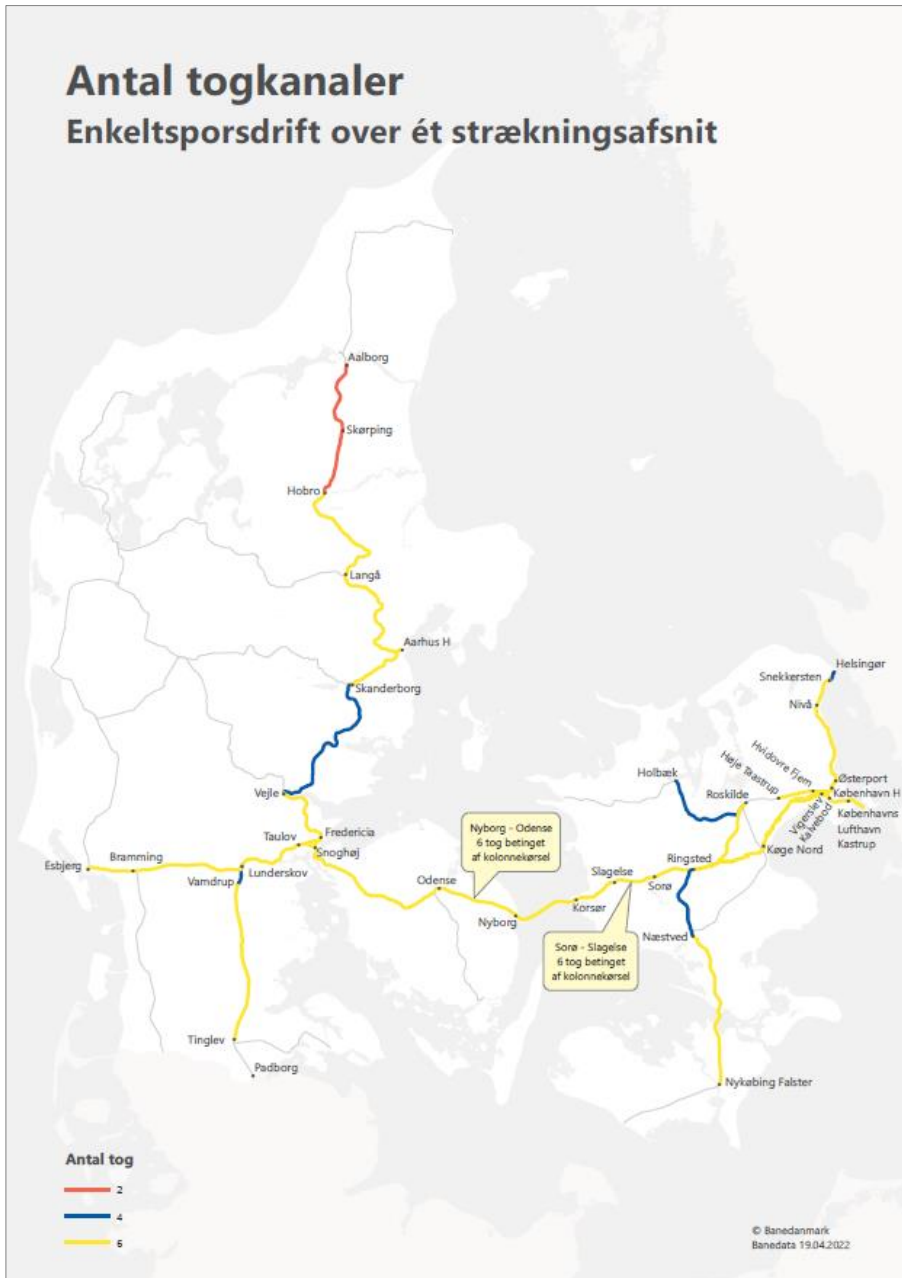 Antal togkanaler
Enkeltsporsdrift over ét strækningsafsnit
Aalborg
Skørping
Hobro
Langå
Aarhus H
Skanderborg
Helsingør
Snekkersten
Nivå
Hvidovre Fjern
Høje Taastrup
Holbæk
Roskilde
Østerport
København H
Vigerslev
Kalvebod
Københavns
Lufthavn
Kastrup
Køge Nord
Vejle
Fredericia
Taulov
Snoghøj
Esbjerg
Bramming
Lunderskov
Vamdrup
Nyborg - Odense
6 tog betinget
af kolonnekørsel
Odense
Nyborg
Korsør
Slagelse
Sorø
Ringsted
Sorø - Slagelse
6 tog betinget
af kolonnekørsel
Næstved
Tinglev
Padborg
Nykøbing Falster
Antal tog
2
4
6
© Banedanmark
Banedata 19.04.2022